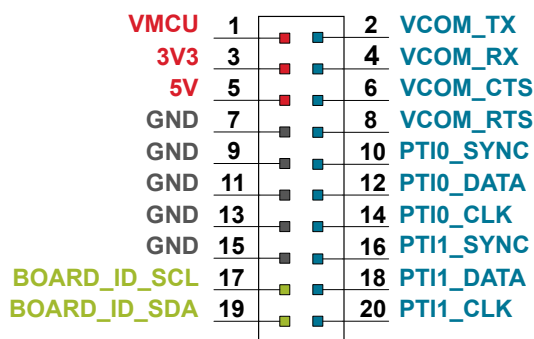 VMCU 1 2 VCOM_TX
3V3 3 4 VCOM_RX
5V 5 6 VCOM_CTS
GND 7 8 VCOM_RTS
GND 9 10 PTI0_SYNC
GND 11 12 PTI0_DATA
GND 13 14 PTI0_CLK
GND 15 16 PTI1_SYNC
BOARD_ID_SCL 17 18 PTI1_DATA
BOARD_ID_SDA 19 20 PTI1_CLK